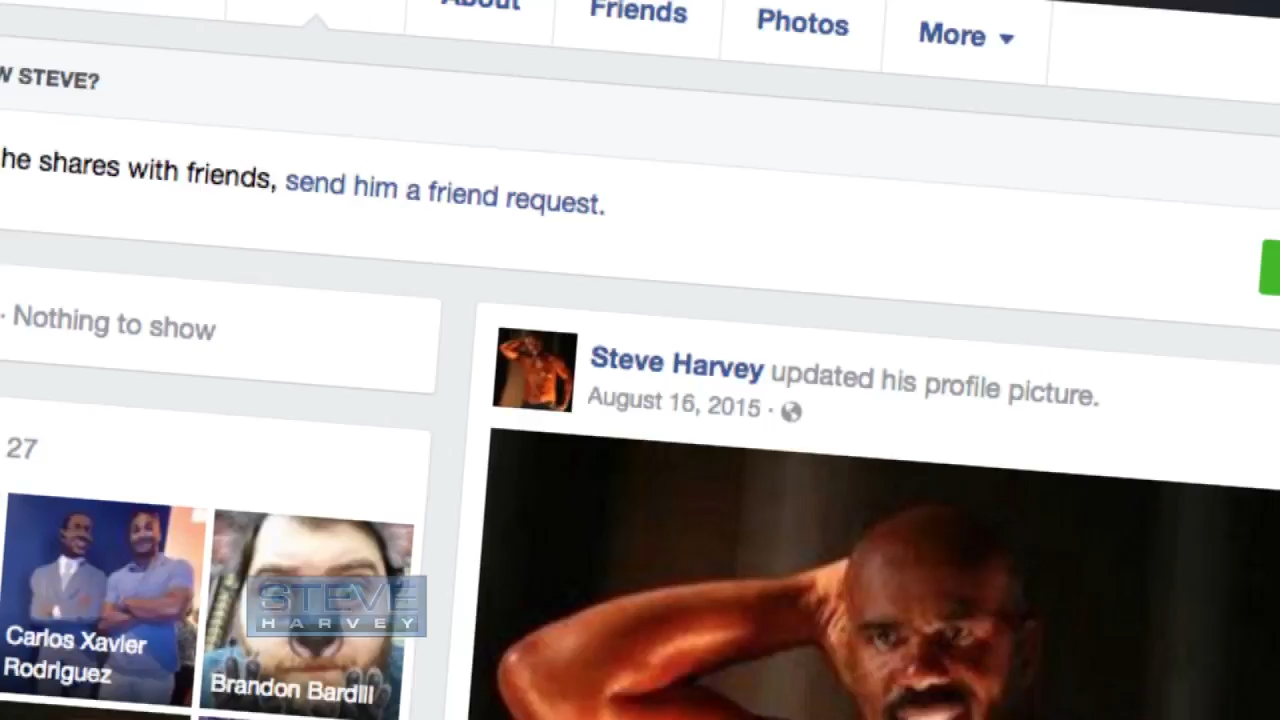 About
Friends
Photos
More
W STEVE?
he shares with friends, send him a friend request.
· Nothing to show
Steve Harvey updated his profile picture.
August 16, 2015 ·
27
Carlos Xavier
Rodriguez
Brandon Bardill
STEVE
HARVEY